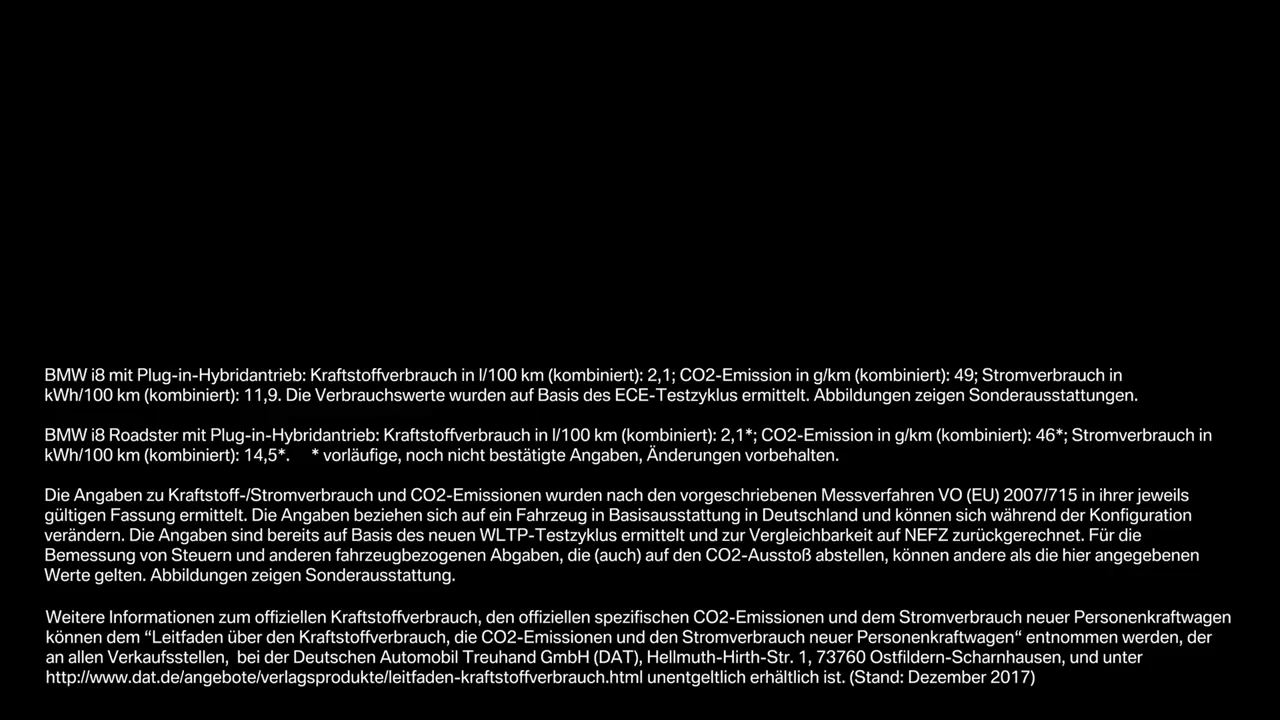 BMW i8 mit Plug-in-Hybridantrieb: Kraftstoffverbrauch in l/100 km (kombiniert): 2,1; CO2-Emission in g/km (kombiniert): 49; Stromverbrauch in
kWh/100 km (kombiniert): 11,9. Die Verbrauchswerte wurden auf Basis des ECE-Testzyklus ermittelt. Abbildungen zeigen Sonderausstattungen.
BMW i8 Roadster mit Plug-in-Hybridantrieb: Kraftstoffverbrauch in l/100 km (kombiniert): 2,1*; CO2-Emission in g/km (kombiniert): 46*; Stromverbrauch in
kWh/100 km (kombiniert): 14,5*. * vorläufige, noch nicht bestätigte Angaben, Änderungen vorbehalten.
Die Angaben zu Kraftstoff-/Stromverbrauch und CO2-Emissionen wurden nach den vorgeschriebenen Messverfahren VO (EU) 2007/715 in ihrer jeweils
gültigen Fassung ermittelt. Die Angaben beziehen sich auf ein Fahrzeug in Basisausstattung in Deutschland und können sich während der Konfiguration
verändern. Die Angaben sind bereits auf Basis des neuen WLTP-Testzyklus ermittelt und zur Vergleichbarkeit auf NEFZ zurückgerechnet. Für die
Bemessung von Steuern und anderen fahrzeugbezogenen Abgaben, die (auch) auf den CO2-Ausstoß abstellen, können andere als die hier angegebenen
Werte gelten. Abbildungen zeigen Sonderausstattung.
Weitere Informationen zum offiziellen Kraftstoffverbrauch, den offiziellen spezifischen CO2-Emissionen und dem Stromverbrauch neuer Personenkraftwagen
können dem “Leitfaden über den Kraftstoffverbrauch, die CO2-Emissionen und den Stromverbrauch neuer Personenkraftwagen“ entnommen werden, der
an allen Verkaufsstellen, bei der Deutschen Automobil Treuhand GmbH (DAT), Hellmuth-Hirth-Str. 1, 73760 Ostfildern-Scharnhausen, und unter
http://www.dat.de/angebote/verlagsprodukte/leitfaden-kraftstoffverbrauch.html unentgeltlich erhältlich ist. (Stand: Dezember 2017)